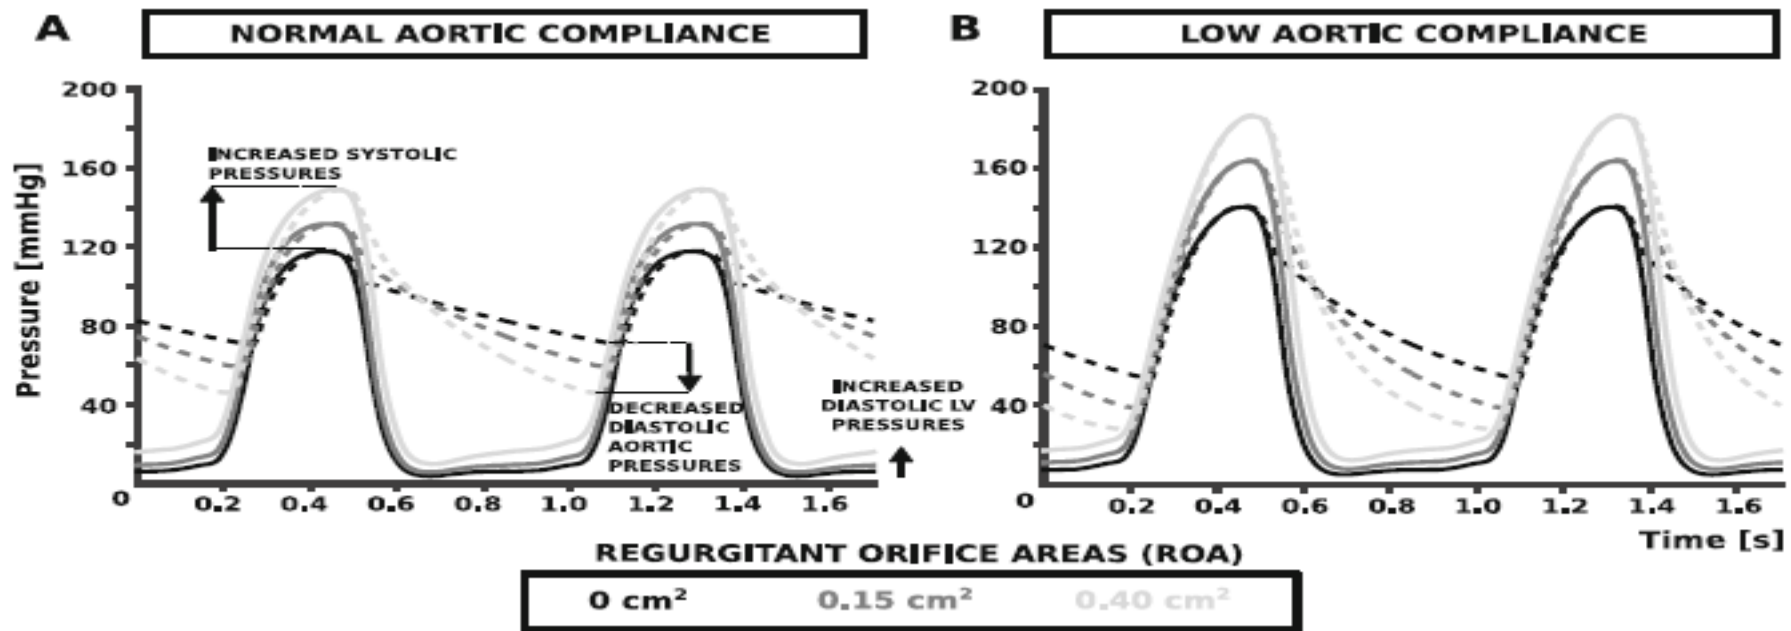 A
NORMAL AORTIC COMPLIANCE
B
LOW AORTIC COMPLIANCE
Pressure [mmHg]
200
160
120
80
40
0
0.2
0.4
0.6
0.8
1.0
1.2
1.4
1.6
INCREASED SYSTOLIC
PRESSURES
DECREASED
DIASTOLIC
AORTIC
PRESSURES
INCREASED
DIASTOLIC LV
PRESSURES
200
160
120
80
40
0
0.2
0.4
0.6
0.8
1.0
1.2
1.4
1.6
Time [s]
REGURGITANT ORIFICE AREAS (ROA)
0 cm² 0.15 cm² 0.40 cm²